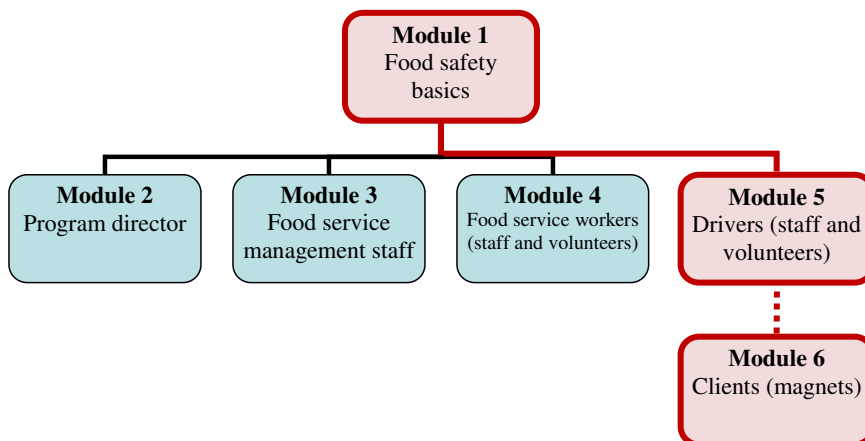 Module 1
Food safety
basics
Module 2
Program director
Module 3
Food service
management staff
Module 4
Food service workers
(staff and volunteers)
Module 5
Drivers (staff and
volunteers)
Module 6
Clients (magnets)